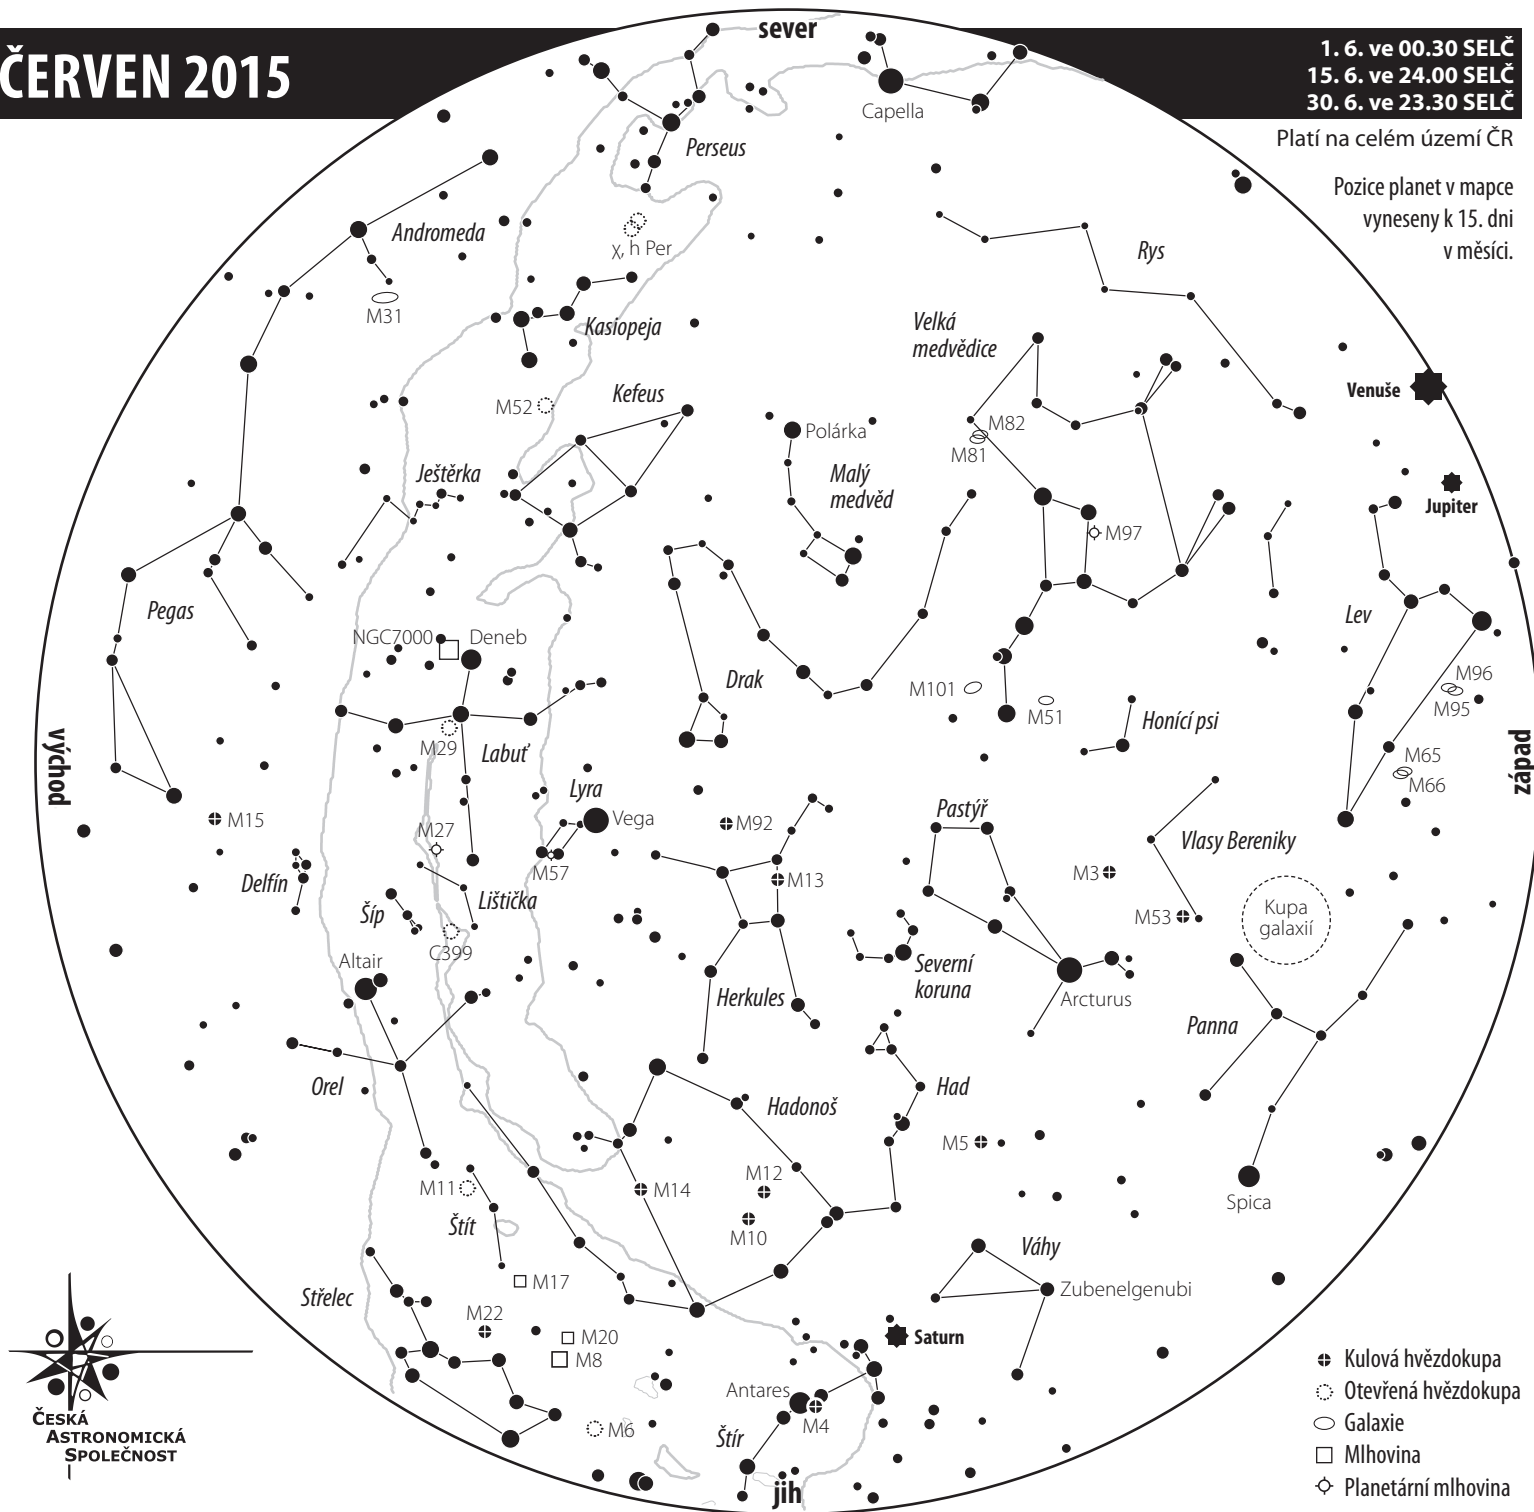 ČERVEN 2015
1. 6. ve 00.30 SELČ
15. 6. ve 24.00 SELČ
30. 6. ve 23.30 SELČ
Platí na celém území ČR
Pozice planet v mapce
vyneseny k 15. dni
v měsíci.
sever
Capella
Perseus
Andromeda
χ, h Per
Rys
M31
Kasiopeja
Velká
medvědice
Venuše
Kefeus
M52
Polárka
M82
M81
Ještěrka
Malý
medvěd
Jupiter
M97
Pegas
Lev
NGC7000
Deneb
Drak
M101
M51
Honící psi
M96
M95
M29
Labuť
východ
západ
M65
M66
Lyra
Vega
M15
M27
M92
Pastýř
Vlasy Bereniky
M57
M3
Delfín
M13
Šíp
Lištička
M53
Kupa
galaxií
C399
Altair
Severní
koruna
Herkules
Arcturus
Panna
Orel
Hadonoš
Had
M5
M11
M14
M12
Štít
M10
Spica
Váhy
M17
Zubenelgenubi
Střelec
M22
M20
M8
Saturn
Antares
M4
M6
Štír
jih
ČESKÁ
ASTRONOMICKÁ
SPOLEČNOST
Kulová hvězdokupa
Otevřená hvězdokupa
Galaxie
Mlhovina
Planetární mlhovina